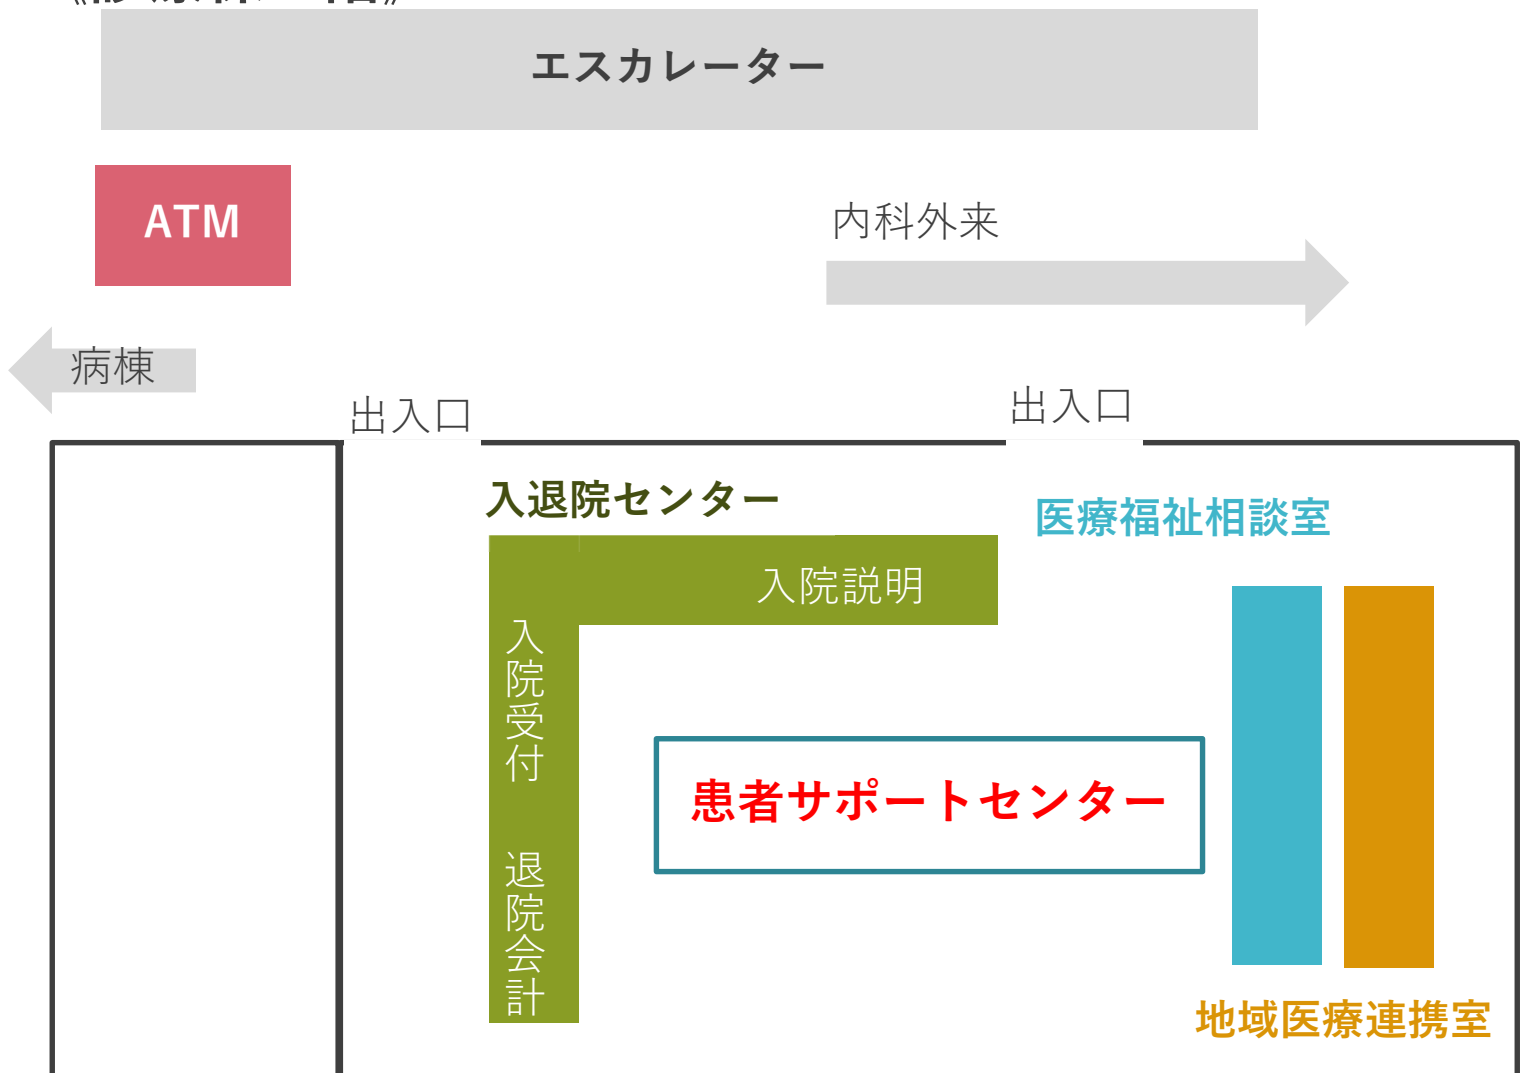 エスカレーター
ATM
内科外来
病棟
出入口
出入口
入退院センター
医療福祉相談室
入院説明
入院受付
退院会計
患者サポートセンター
地域医療連携室